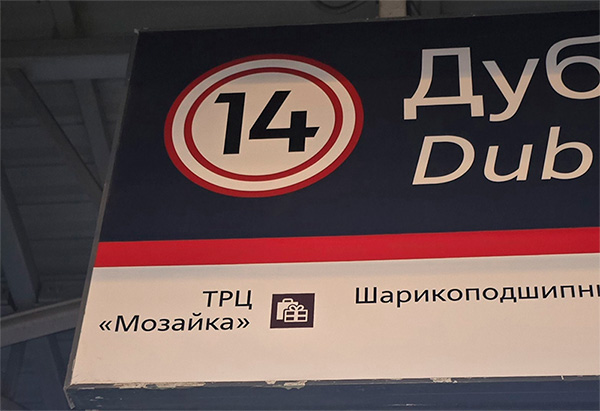 14
Дуб
Dub
ТРЦ
«Мозайка»
Шарикоподшипн